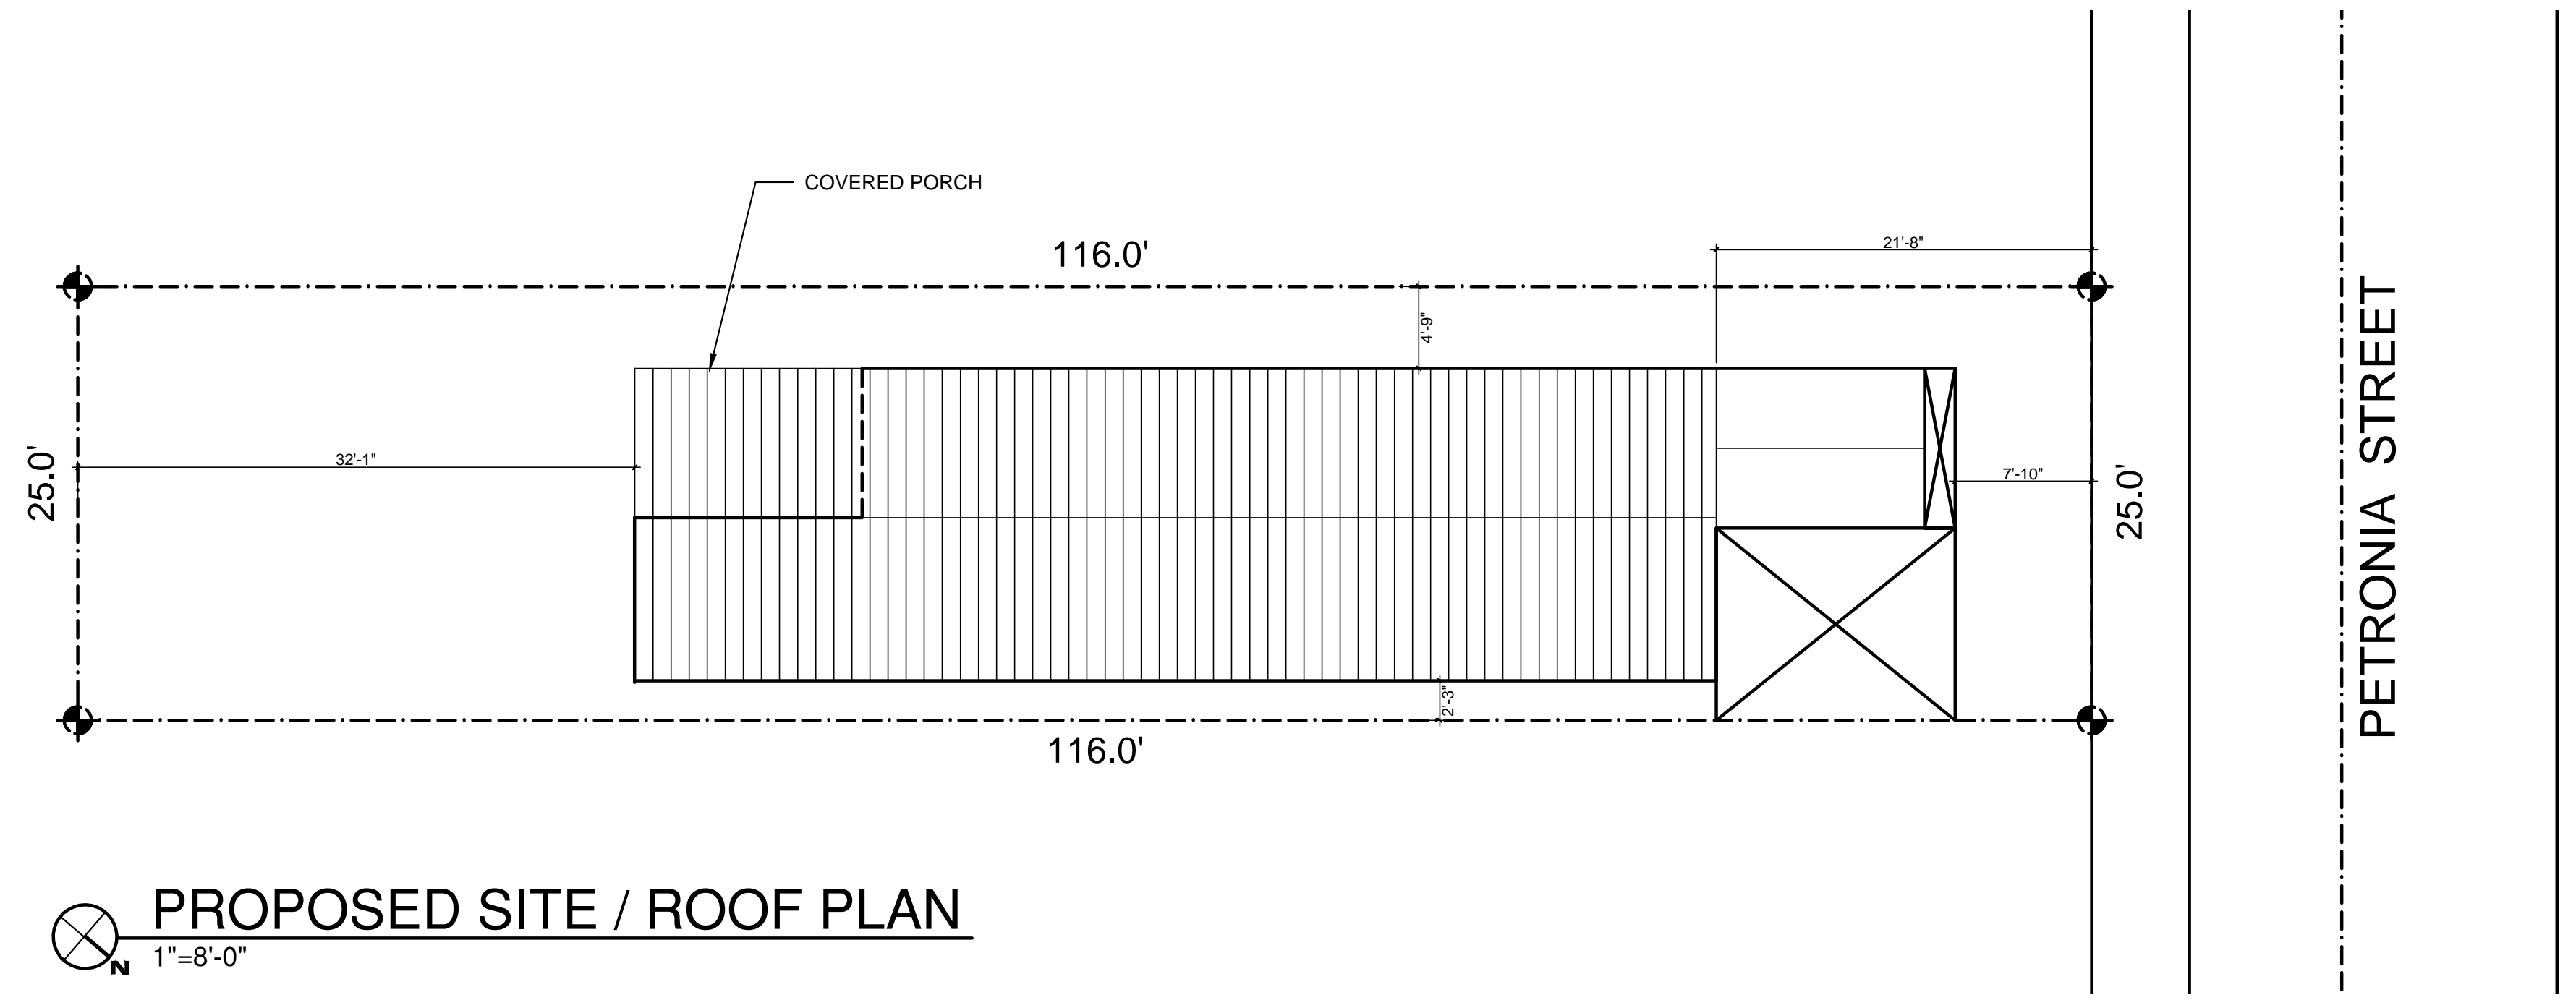 COVERED PORCH
116.0'
21'-8"
4'-9"
32'-1"
25.0'
7'-10"
25.0'
PETRONIA STREET
2'-3"
116.0'
PROPOSED SITE / ROOF PLAN
1"=8'-0"
N